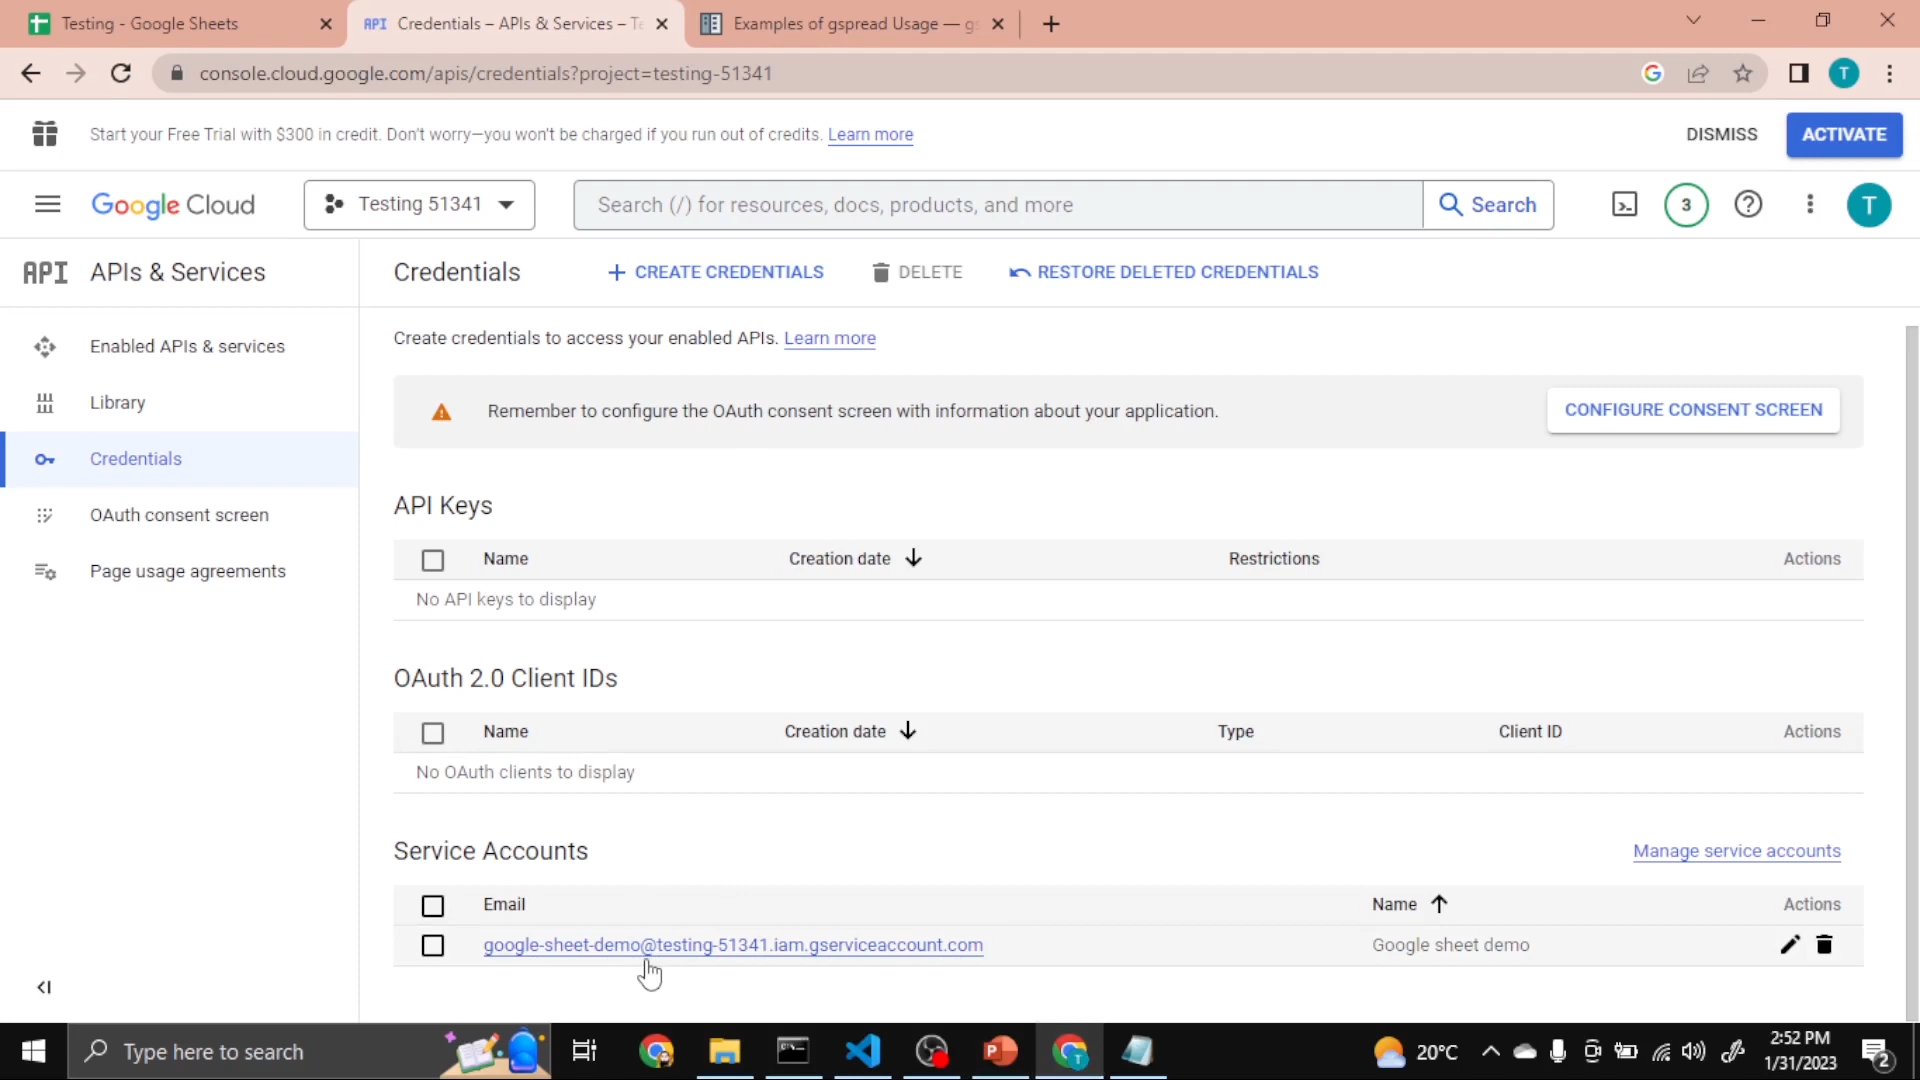 Testing - Google Sheets
API Credentials – APIs & Services – Te
Examples of gspread Usage — gs
console.cloud.google.com/apis/credentials?project=testing-51341
T
Start your Free Trial with $300 in credit. Don't worry—you won't be charged if you run out of credits. Learn more
DISMISS
ACTIVATE
Google Cloud
Testing 51341
Search (/) for resources, docs, products, and more
Search
3
T
API APIs & Services
Credentials
CREATE CREDENTIALS
DELETE
RESTORE DELETED CREDENTIALS
Enabled APIs & services
Library
Credentials
OAuth consent screen
Page usage agreements
Create credentials to access your enabled APIs. Learn more
Remember to configure the OAuth consent screen with information about your application.
CONFIGURE CONSENT SCREEN
API Keys
Name Creation date Restrictions Actions
No API keys to display
OAuth 2.0 Client IDs
Name Creation date Type Client ID Actions
No OAuth clients to display
Service Accounts
Manage service accounts
Email Name Actions
google-sheet-demo@testing-51341.iam.gserviceaccount.com Google sheet demo
Type here to search
20°C
2:52 PM
1/31/2023
2